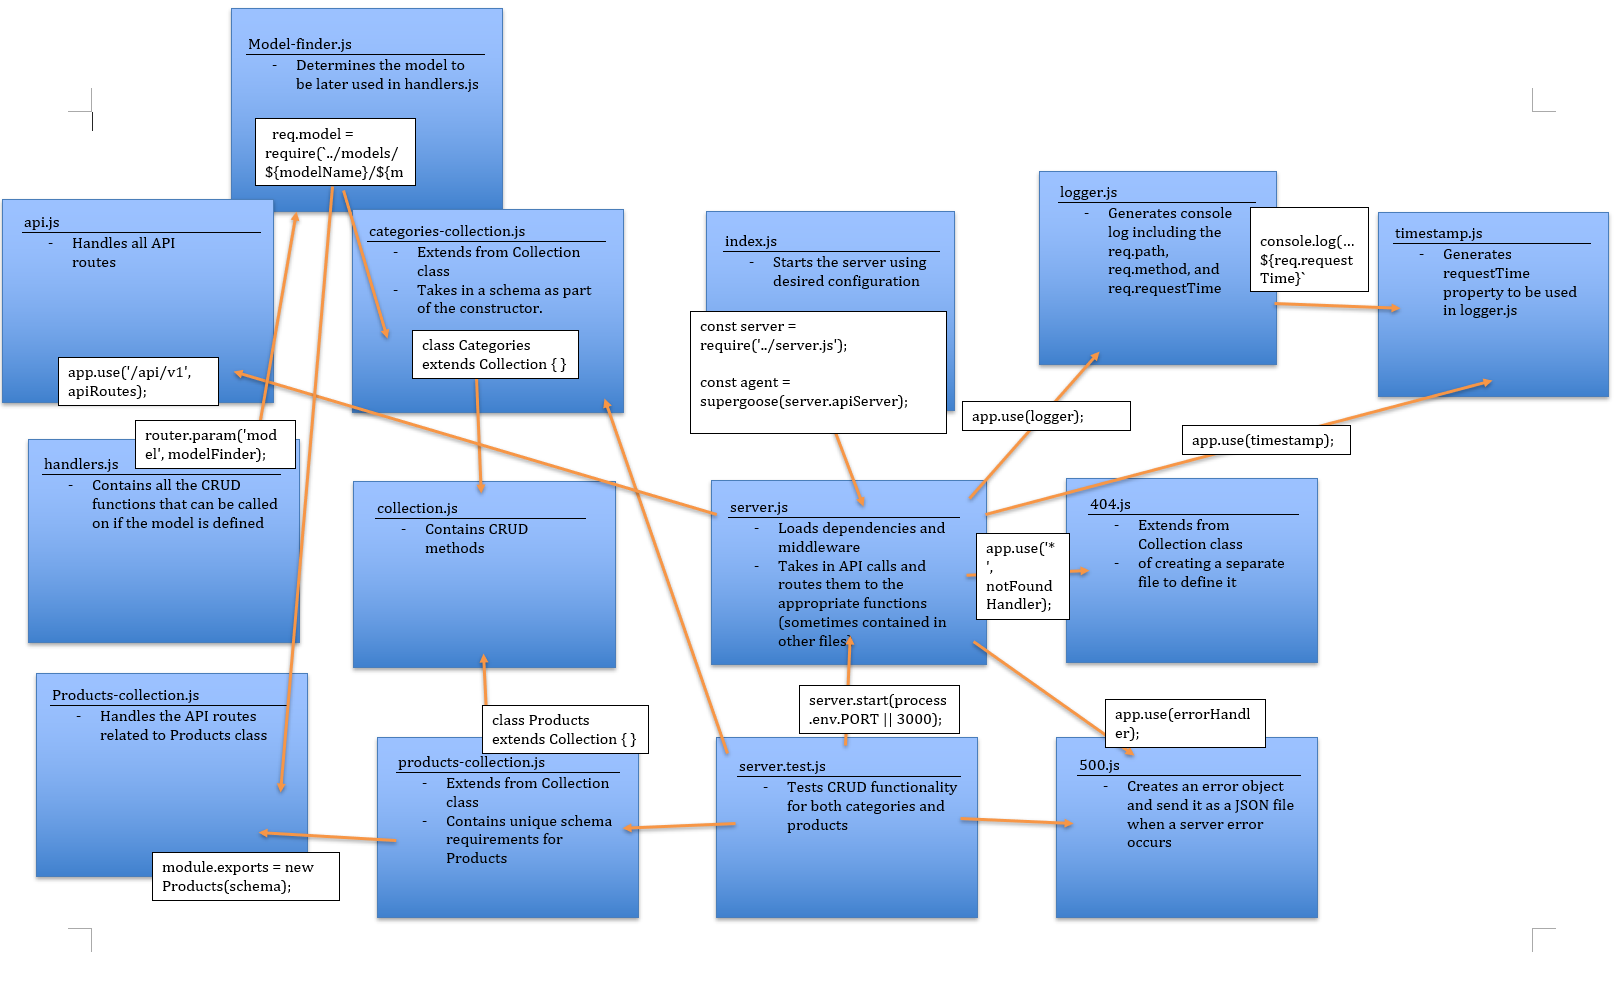 Model-finder.js
- Determines the model to
be later used in handlers.js
req.model =
require(`../models/
${modelName}/${m
api.js
- Handles all API
routes
app.use('/api/v1',
apiRoutes);
categories-collection.js
- Extends from Collection
class
- Takes in a schema as part
of the constructor.
class Categories
extends Collection { }
index.js
- Starts the server using
desired configuration
const server =
require('../server.js');
const agent =
supergoose(server.apiServer);
logger.js
- Generates console
log including the
req.path,
req.method, and
req.requestTime
console.log(...
${req.request
Time}`
timestamp.js
- Generates
requestTime
property to be used
in logger.js
app.use(logger);
app.use(timestamp);
router.param('mod
el', modelFinder);
handlers.js
- Contains all the CRUD
functions that can be called
on if the model is defined
collection.js
- Contains CRUD
methods
server.js
- Loads dependencies and
middleware
- Takes in API calls and
routes them to the
appropriate functions
(sometimes contained in
other files)
app.use('*
',
notFound
Handler);
404.js
- Extends from
Collection class
- of creating a separate
file to define it
Products-collection.js
- Handles the API routes
related to Products class
module.exports = new
Products(schema);
class Products
extends Collection { }
products-collection.js
- Extends from Collection
class
- Contains unique schema
requirements for
Products
server.start(process
.env.PORT || 3000);
server.test.js
- Tests CRUD functionality
for both categories and
products
app.use(errorHandl
er);
500.js
- Creates an error object
and send it as a JSON file
when a server error
occurs